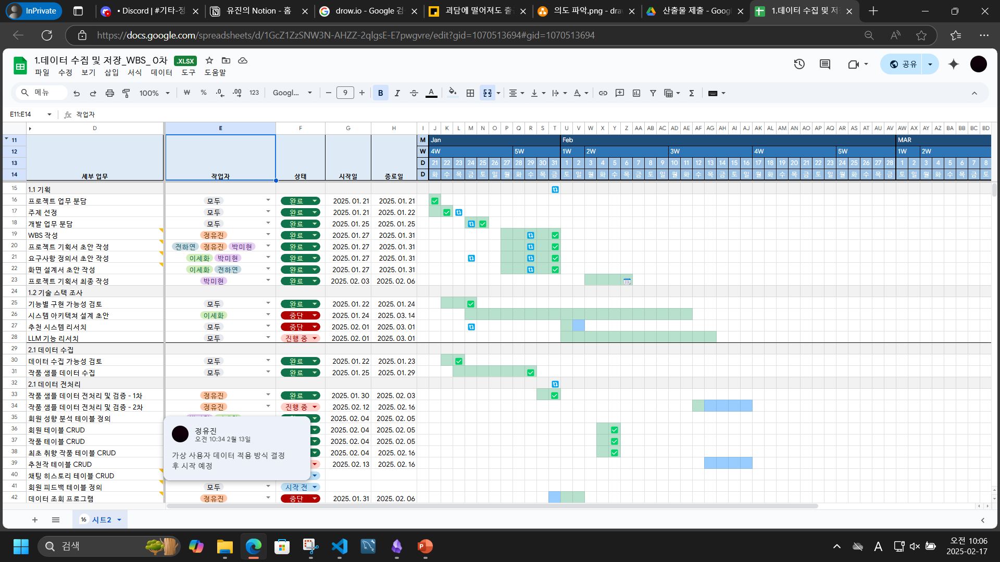 InPrivate
• Discord | #기타-정
유진의 Notion - 홈
drow.io - Google 검
괴담에 떨어져도 출
의도 파악.png - dra
산출물 제출 - Googl
1.데이터 수집 및 저
https://docs.google.com/spreadsheets/d/1GcZ1ZzSNW3N-AHZZ-2qlgsE-E7pwgvre/edit?gid=1070513694#gid=1070513694
1.데이터 수집 및 저장_WBS_ 0차 .XLSX
파일 수정 보기 삽입 서식 데이터 도구 도움말
공유
메뉴 100% ₩ % .0 .00 123 Googl... 9 B I A
E11:E14 fx 작업자
D E F G H I J K L M N O P Q R S T U V W X Y Z AA AB AC AD AE AF AG AH AI AJ AK AL AM AN AO AP AQ AR AS AT AU AV AW AX AY AZ BA BB BC BD
11 M Jan Feb MAR
12 W 4W 5W 1W 2W 3W 4W 5W 1W 2W
13 D 21 22 23 24 25 26 27 28 29 30 31 1 2 3 4 5 6 7 8 9 10 11 12 13 14 15 16 17 18 19 20 21 22 23 24 25 26 27 28 1 2 3 4 5 6 7 8
14 세부 업무 작업자 상태 시작일 종료일 D 화 수 목 금 토 일 월 화 수 목 금 토 일 월 화 수 목 금 토 일 월 화 수 목 금 토 일 월 화 수 목 금 토 일 월 화 수 목 금 토 일 월 화 수 목 금 토
15 1.1 기획
16 프로젝트 업무 분담 모두 완료 2025. 01. 21 2025. 01. 21
17 주제 선정 모두 완료 2025. 01. 21 2025. 01. 22
18 개발 업무 분담 모두 완료 2025. 01. 25 2025. 01. 25
19 WBS 작성 정유진 완료 2025. 01. 27 2025. 01. 31
20 프로젝트 기획서 초안 작성 전하연 정유진 박미현 완료 2025. 01. 27 2025. 01. 31
21 요구사항 정의서 초안 작성 이세화 박미현 완료 2025. 01. 27 2025. 01. 31
22 화면 설계서 초안 작성 이세화 전하연 완료 2025. 01. 27 2025. 01. 31
23 프로젝트 기획서 최종 작성 박미현 완료 2025. 02. 03 2025. 02. 06
24 1.2 기술 스텍 조사
25 기능별 구현 가능성 검토 모두 완료 2025. 01. 22 2025. 01. 24
26 시스템 아키텍쳐 설계 초안 이세화 중단 2025. 01. 24 2025. 03. 14
27 추천 시스템 리서치 모두 중단 2025. 02. 01 2025. 03. 01
28 LLM 기능 리서치 모두 진행 중 2025. 02. 01 2025. 03. 01
29 2.1 데이터 수집
30 데이터 수집 가능성 검토 모두 완료 2025. 01. 22 2025. 01. 23
31 작품 샘플 데이터 수집 모두 완료 2025. 01. 25 2025. 01. 29
32 2.1 데이터 전처리
33 작품 샘플 데이터 전처리 및 검증 - 1차 정유진 완료 2025. 01. 30 2025. 02. 03
34 작품 샘플 데이터 전처리 및 검증 - 2차 정유진 진행 중 2025. 02. 12 2025. 02. 16
35 회원 성향 분석 테이블 정의 2025. 02. 04 2025. 02. 05
36 회원 테이블 CRUD 2025. 02. 04 2025. 02. 05
37 작품 테이블 CRUD 2025. 02. 04 2025. 02. 05
38 최초 취향 작품 테이블 CRUD 2025. 02. 04 2025. 02. 16
39 추천작 테이블 CRUD 2025. 02. 13 2025. 02. 16
40 채팅 히스토리 테이블 CRUD
41 회원 피드백 테이블 정의 모두 시작 전
42 데이터 조회 프로그램 정유진 중단 2025. 01. 31 2025. 02. 06
정유진
오전 10:34 2월 13일
가상 사용자 데이터 적용 방식 결정
후 시작 예정
16 시트2
검색
A
오전 10:06
2025-02-17